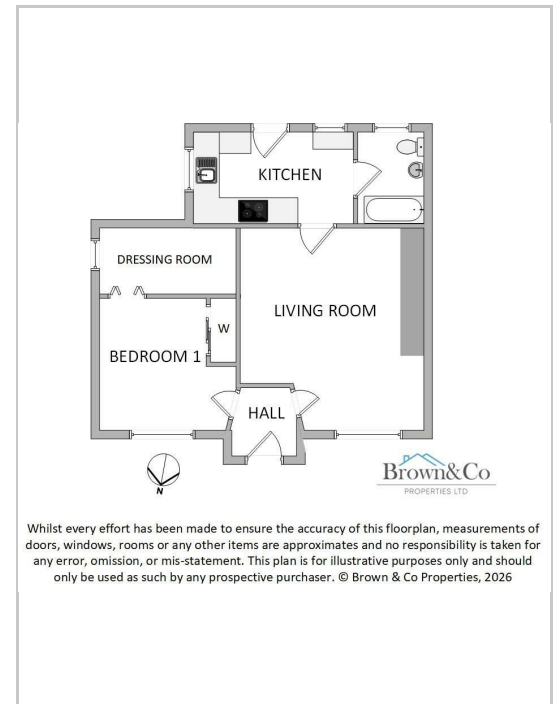 KITCHEN
DRESSING ROOM
LIVING ROOM
W
BEDROOM 1
HALL
N
Brown&Co
PROPERTIES LTD
Whilst every effort has been made to ensure the accuracy of this floorplan, measurements of
doors, windows, rooms or any other items are approximates and no responsibility is taken for
any error, omission, or mis-statement. This plan is for illustrative purposes only and should
only be used as such by any prospective purchaser. © Brown & Co Properties, 2026